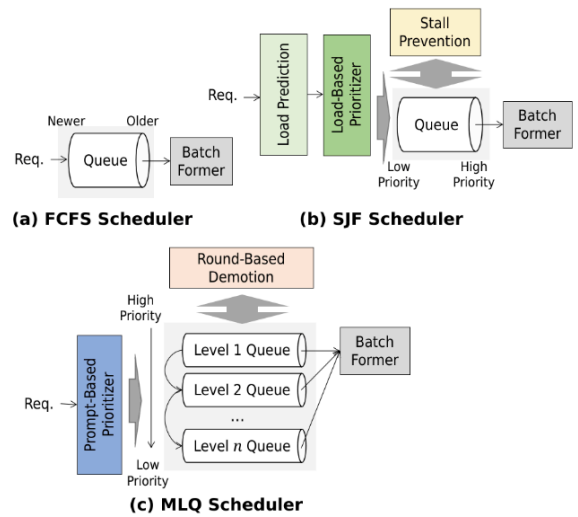 Newer Older
Req.
Queue
Batch
Former
(a) FCFS Scheduler
Stall
Prevention
Req.
Load Prediction
Load-Based
Prioritizer
Queue
Batch
Former
Low
Priority
High
Priority
(b) SJF Scheduler
Round-Based
Demotion
High
Priority
Req.
Prompt-Based
Prioritizer
Level 1 Queue
Level 2 Queue
...
Level n Queue
Batch
Former
Low
Priority
(c) MLQ Scheduler